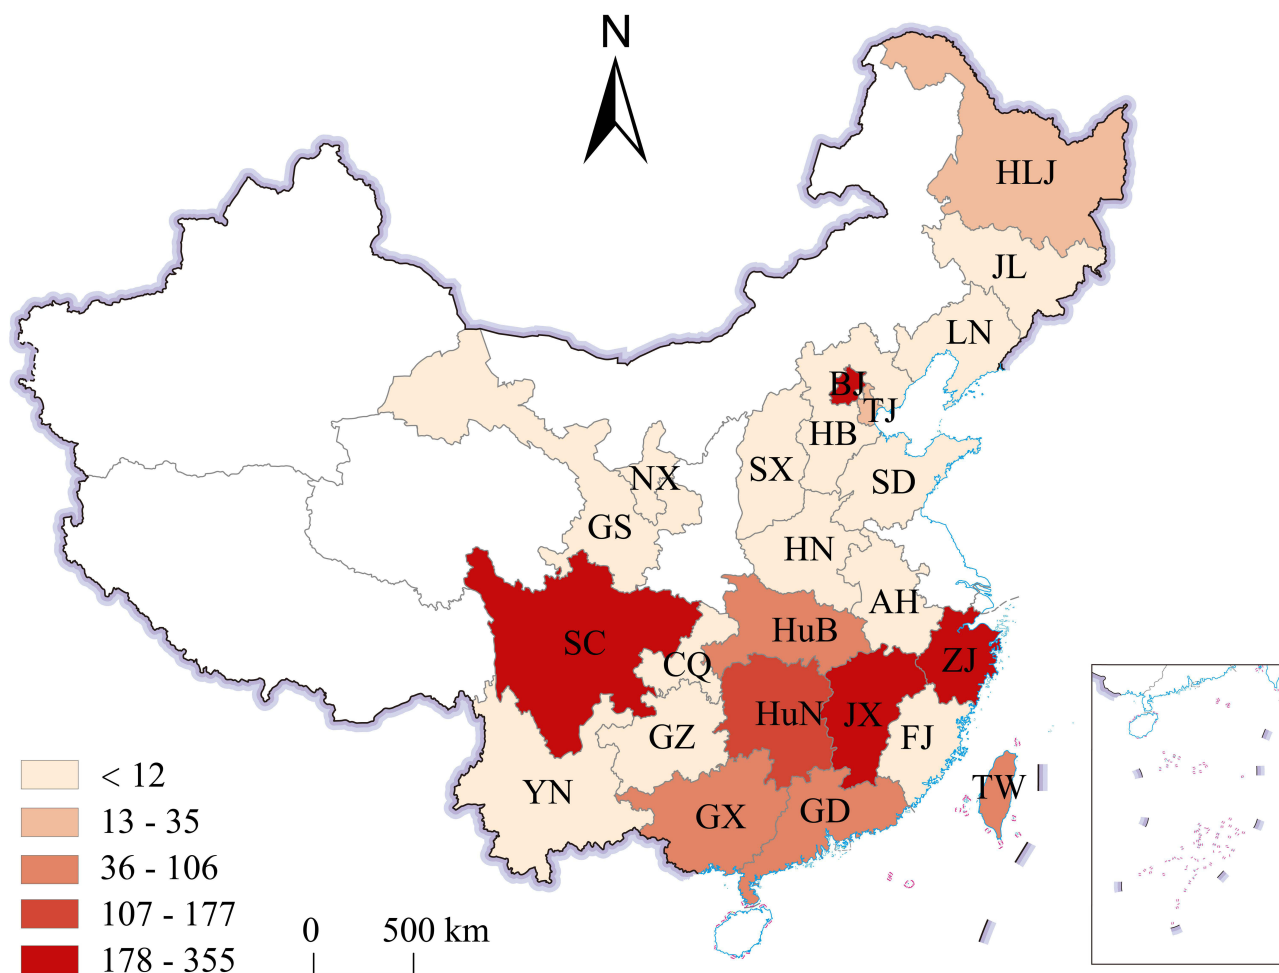 N
HLJ
JL
LN
BJ
TJ
HB
NX
SX
SD
GS
HN
AH
HuB
SC
CQ
ZJ
HuN
JX
GZ
FJ
YN
TW
GX
GD
< 12
13 - 35
36 - 106
107 - 177
178 - 355
0 500 km